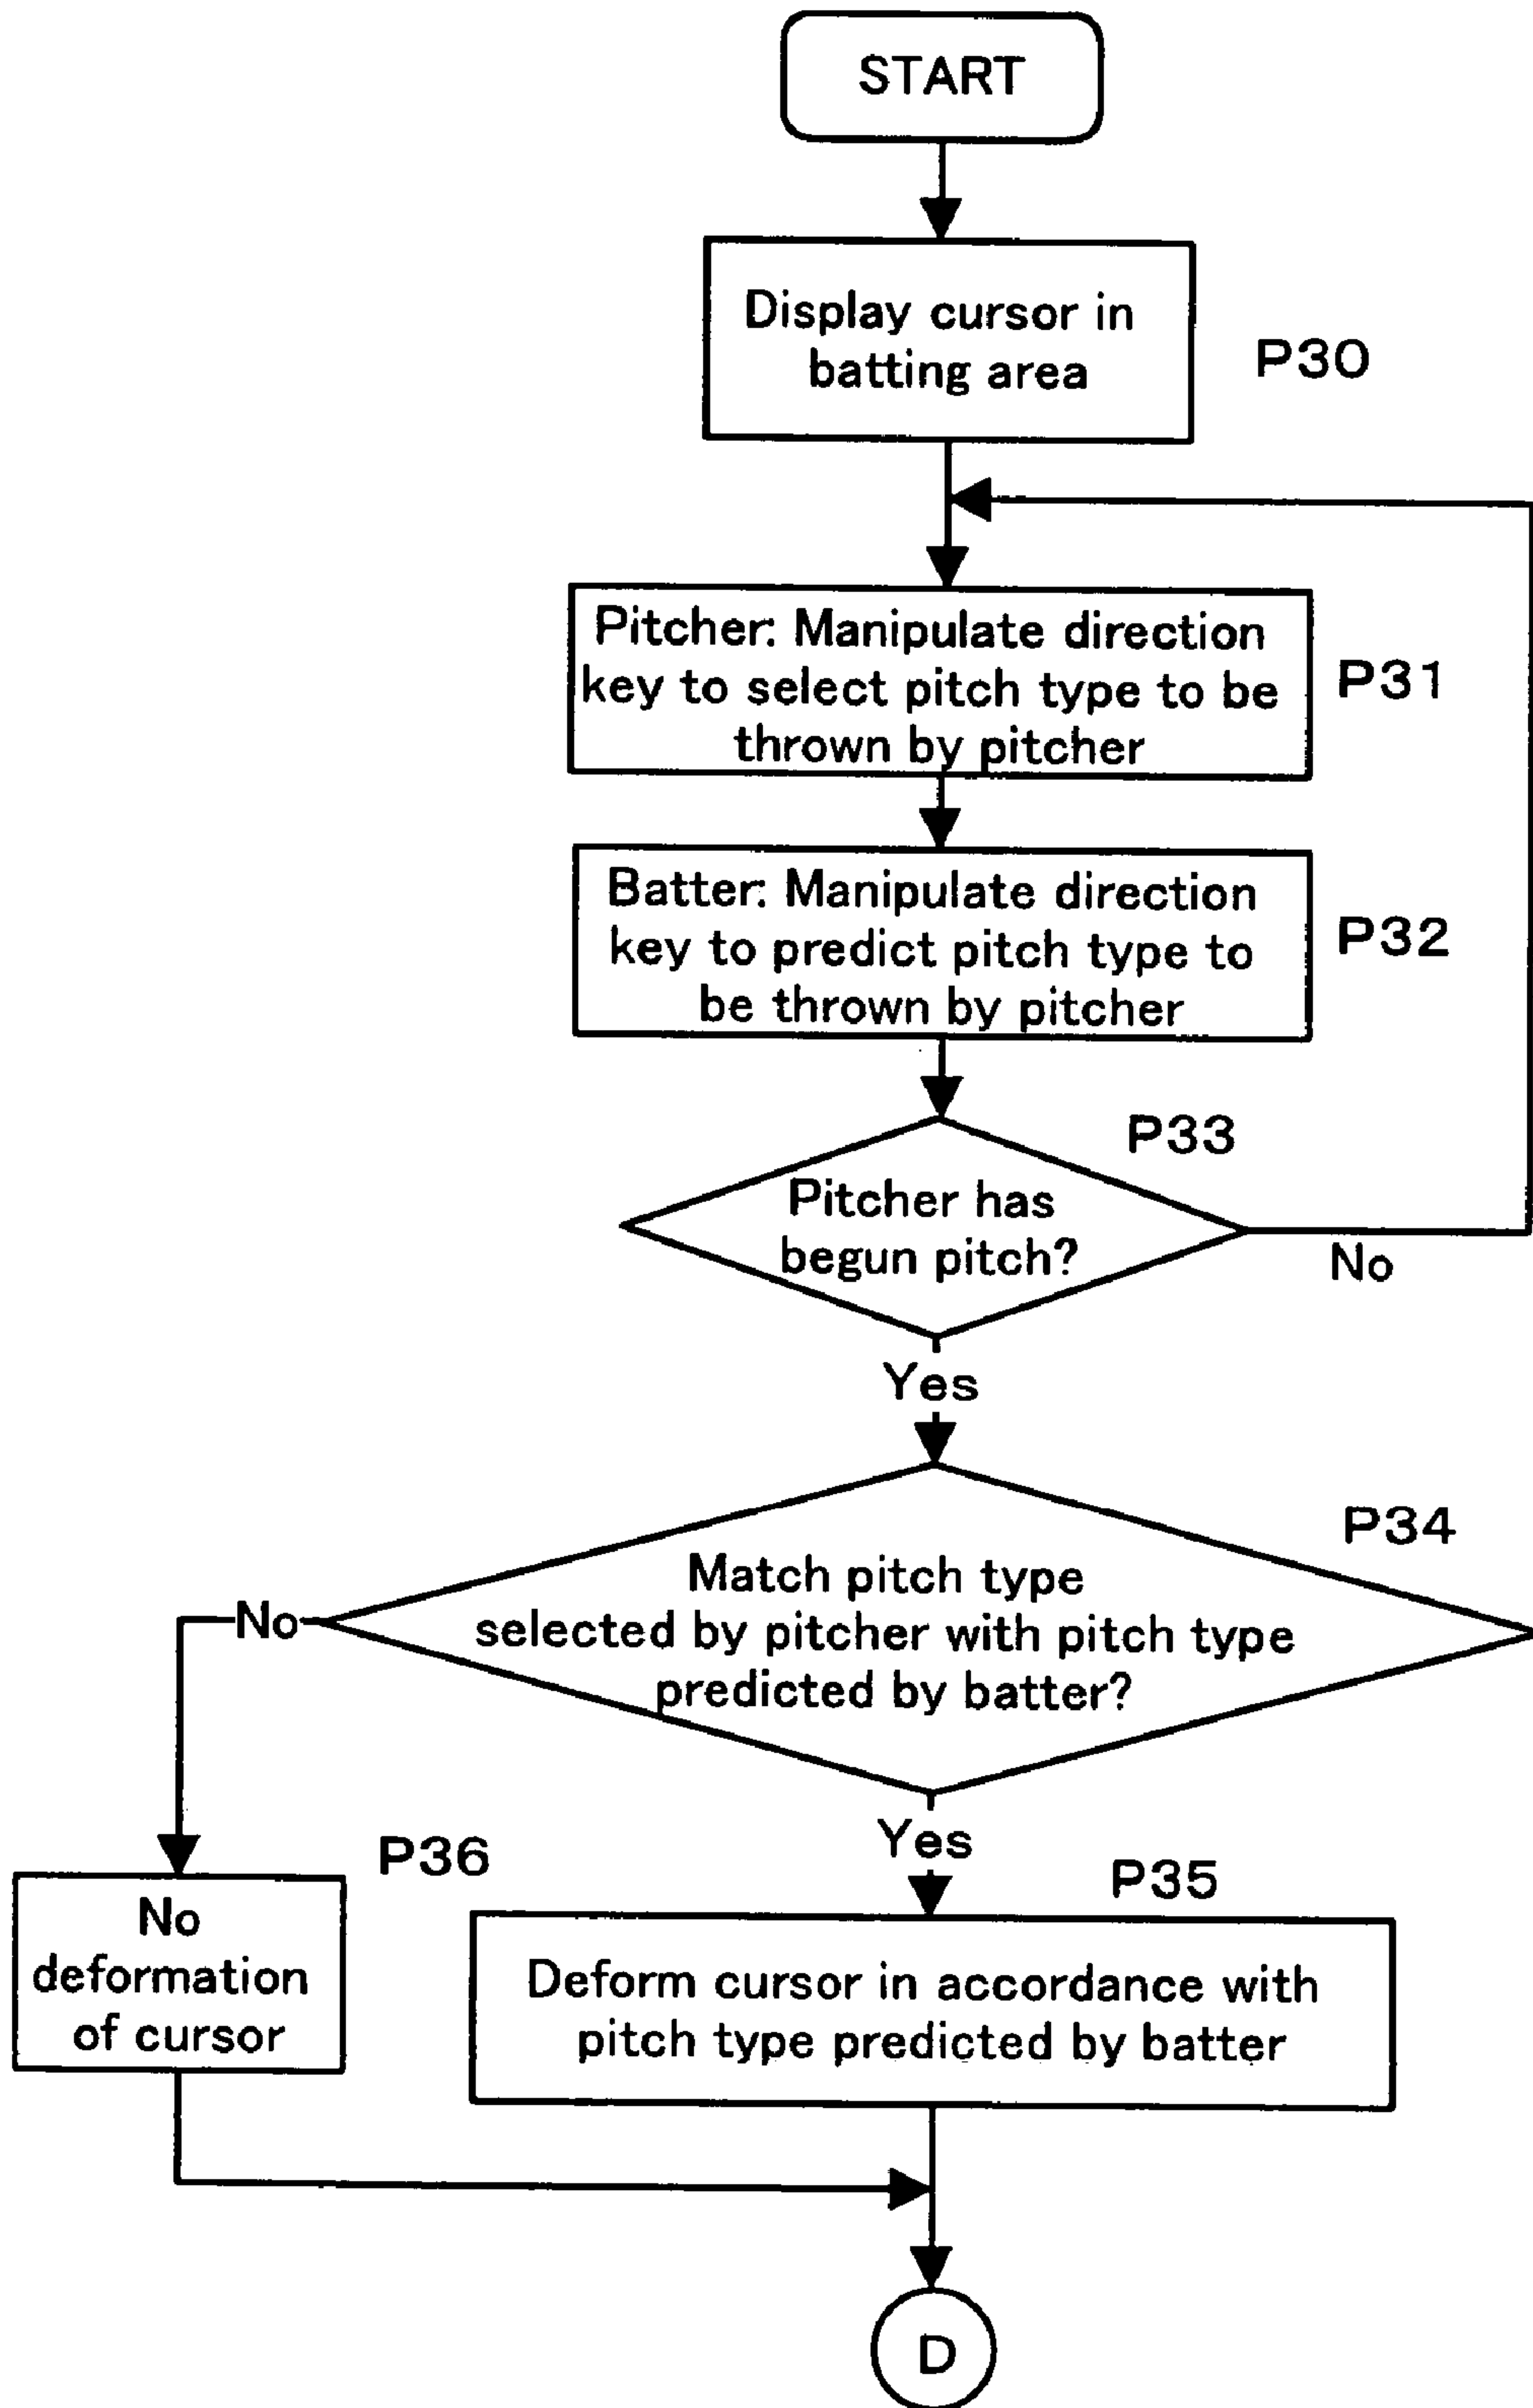 START
Display cursor in
batting area
P30
Pitcher: Manipulate direction
key to select pitch type to be
thrown by pitcher
P31
Batter: Manipulate direction
key to predict pitch type to
be thrown by pitcher
P32
P33
Pitcher has
begun pitch?
No
Yes
P34
Match pitch type
selected by pitcher with pitch type
predicted by batter?
No
Yes
P36
No
deformation
of cursor
P35
Deform cursor in accordance with
pitch type predicted by batter
D